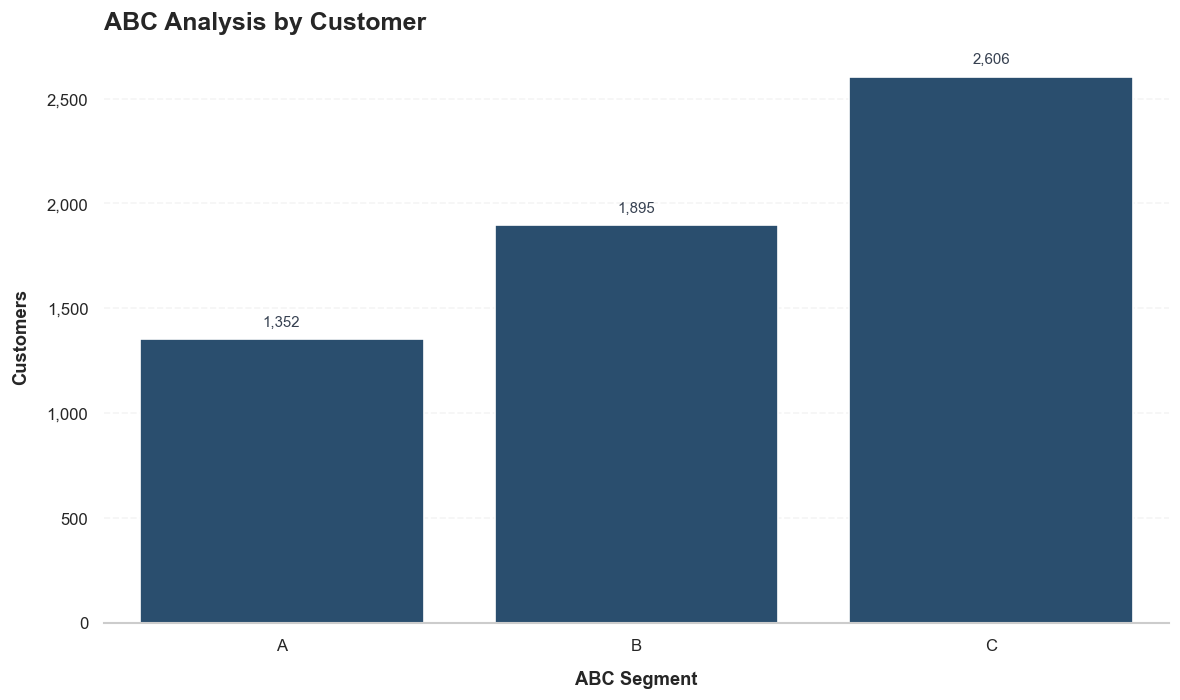 ABC Analysis by Customer
2,606
2,500
2,000
1,895
1,500
1,352
1,000
500
0
Customers
A B C
ABC Segment